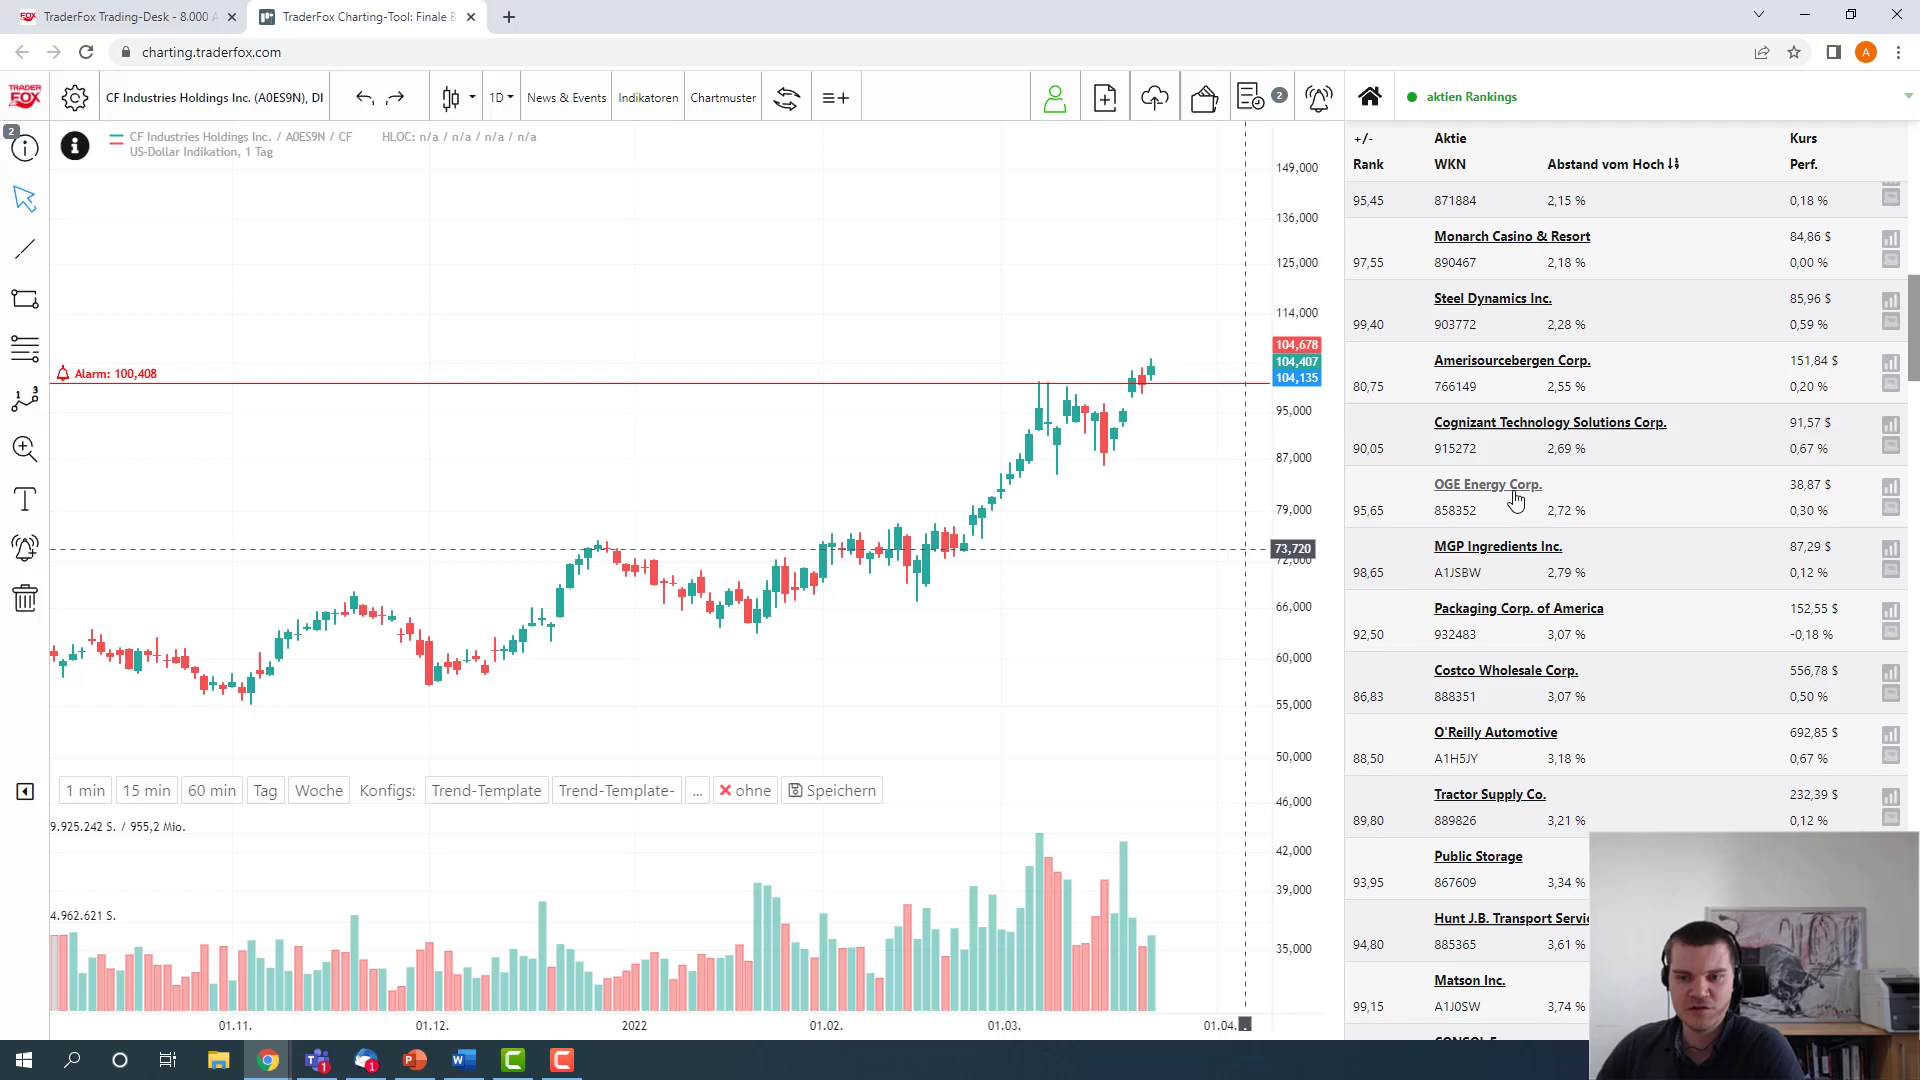 TraderFox Trading-Desk - 8.000 A
TraderFox Charting-Tool: Finale B
charting.traderfox.com
A
TRADER
FOX
CF Industries Holdings Inc. (A0ES9N), DI
1D
News & Events
Indikatoren
Chartmuster
2
aktien Rankings
2
CF Industries Holdings Inc. / A0ES9N / CF
HLOC: n/a / n/a / n/a / n/a
US-Dollar Indikation, 1 Tag
Alarm: 100,408
149,000
136,000
125,000
114,000
104,678
104,407
104,135
95,000
87,000
79,000
73,720
72,000
66,000
60,000
55,000
50,000
46,000
42,000
39,000
35,000
3
1 min
15 min
60 min
Tag
Woche
Konfigs:
Trend-Template
Trend-Template-
...
ohne
Speichern
9.925.242 S. / 955,2 Mio.
4.962.621 S.
01.11.
01.12.
2022
01.02.
01.03.
01.04.
+/-
Aktie
Kurs
Rank
WKN
Abstand vom Hoch
Perf.
95,45
871884
2,15 %
0,18 %
Monarch Casino & Resort
84,86 $
97,55
890467
2,18 %
0,00 %
Steel Dynamics Inc.
85,96 $
99,40
903772
2,28 %
0,59 %
Amerisourcebergen Corp.
151,84 $
80,75
766149
2,55 %
0,20 %
Cognizant Technology Solutions Corp.
91,57 $
90,05
915272
2,69 %
0,67 %
OGE Energy Corp.
38,87 $
95,65
858352
2,72 %
0,30 %
MGP Ingredients Inc.
87,29 $
98,65
A1JSBW
2,79 %
0,12 %
Packaging Corp. of America
152,55 $
92,50
932483
3,07 %
-0,18 %
Costco Wholesale Corp.
556,78 $
86,83
888351
3,07 %
0,50 %
O'Reilly Automotive
692,85 $
88,50
A1H5JY
3,18 %
0,67 %
Tractor Supply Co.
232,39 $
89,80
889826
3,21 %
0,12 %
Public Storage
93,95
867609
3,34 %
Hunt J.B. Transport Servic
94,80
885365
3,61 %
Matson Inc.
99,15
A1J0SW
3,74 %
1
1